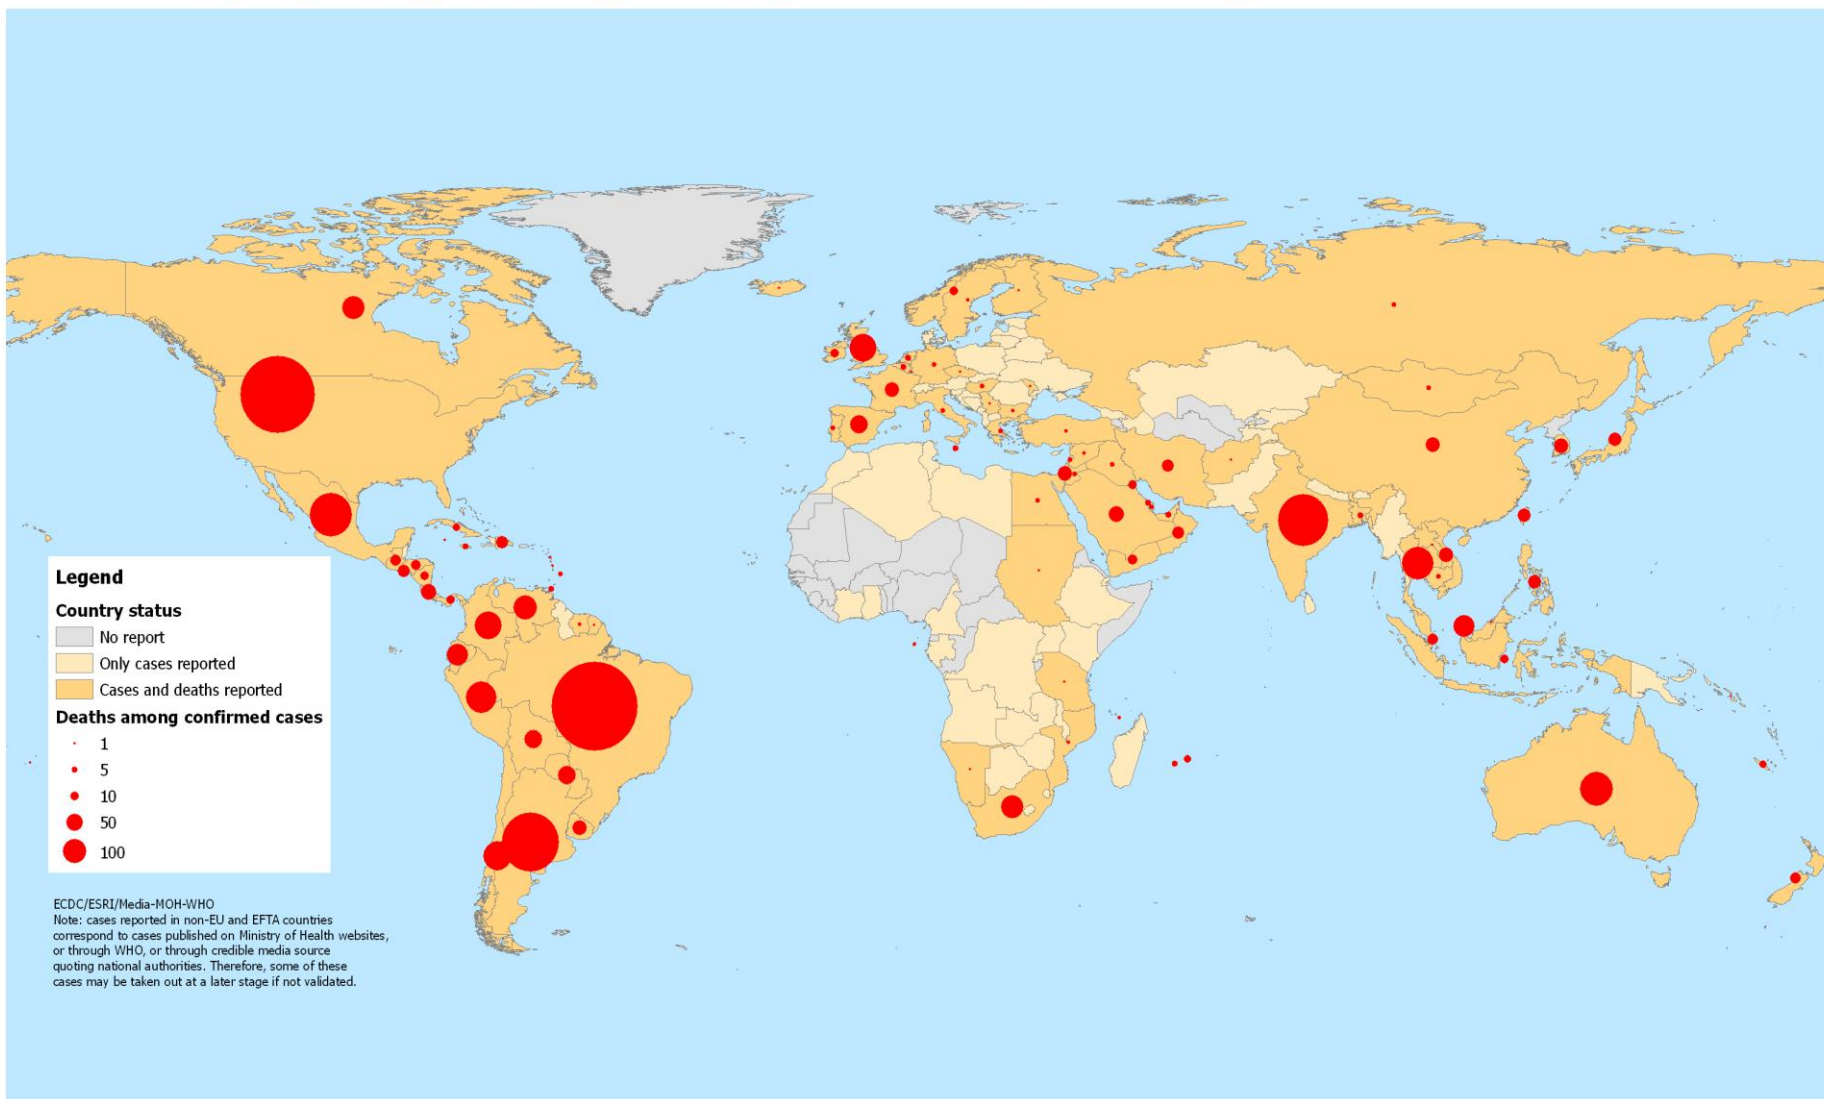 Legend
Country status
No report
Only cases reported
Cases and deaths reported
Deaths among confirmed cases
1
5
10
50
100
ECDC/ESRI/Media-MOH-WHO
Note: cases reported in non-EU and EFTA countries
correspond to cases published on Ministry of Health websites,
or through WHO, or through credible media source
quoting national authorities. Therefore, some of these
cases may be taken out at a later stage if not validated.